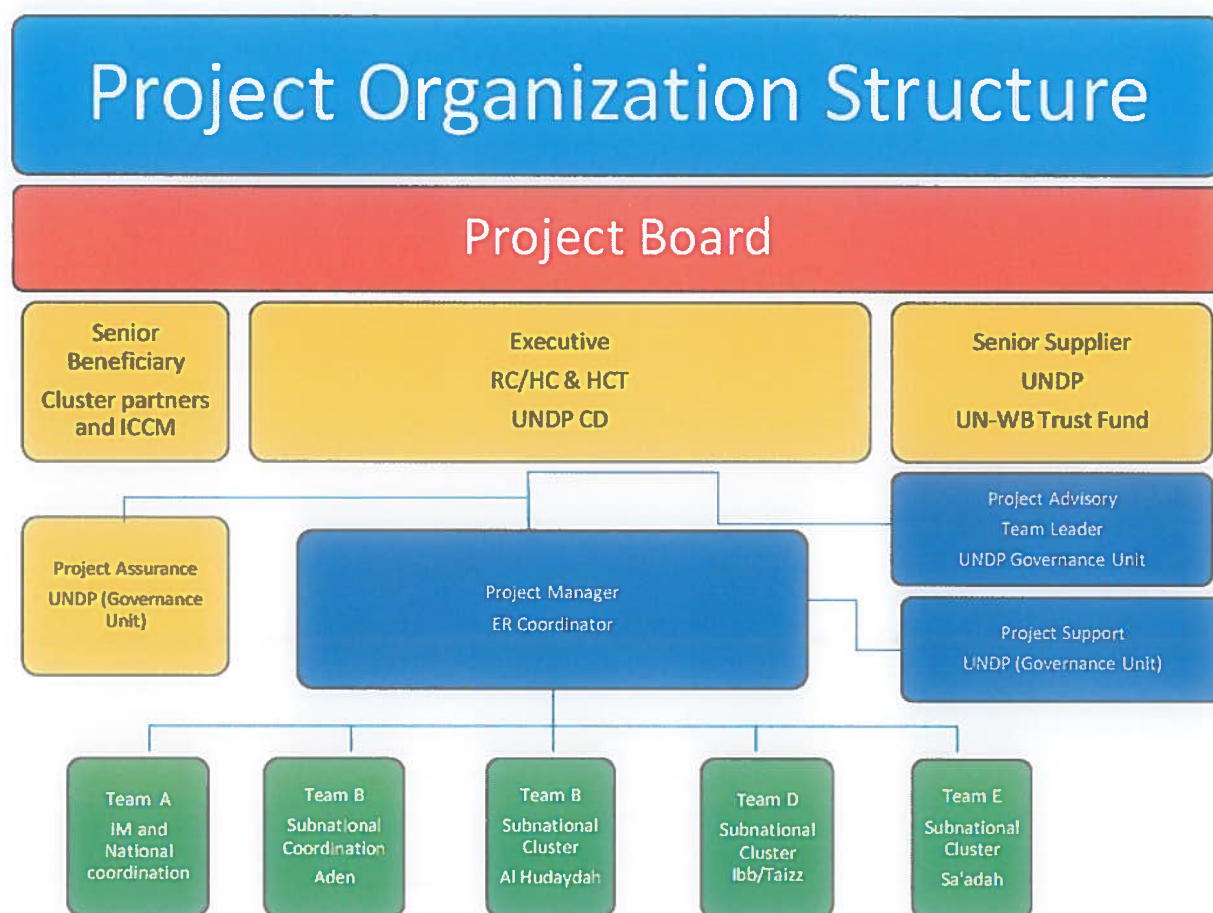 Project Organization Structure
Project Board
Senior
Beneficiary
Cluster partners
and ICCM
Executive
RC/HC & HCT
UNDP CD
Senior Supplier
UNDP
UN-WB Trust Fund
Project Assurance
UNDP (Governance
Unit)
Project Manager
ER Coordinator
Project Advisory
Team Leader
UNDP Governance Unit
Project Support
UNDP (Governance Unit)
Team A
IM and
National
coordination
Team B
Subnational
Coordination
Aden
Team B
Subnational
Cluster
Al Hudaydah
Team D
Subnational
Cluster
Ibb/Taizz
Team E
Subnational
Cluster
Sa'adah